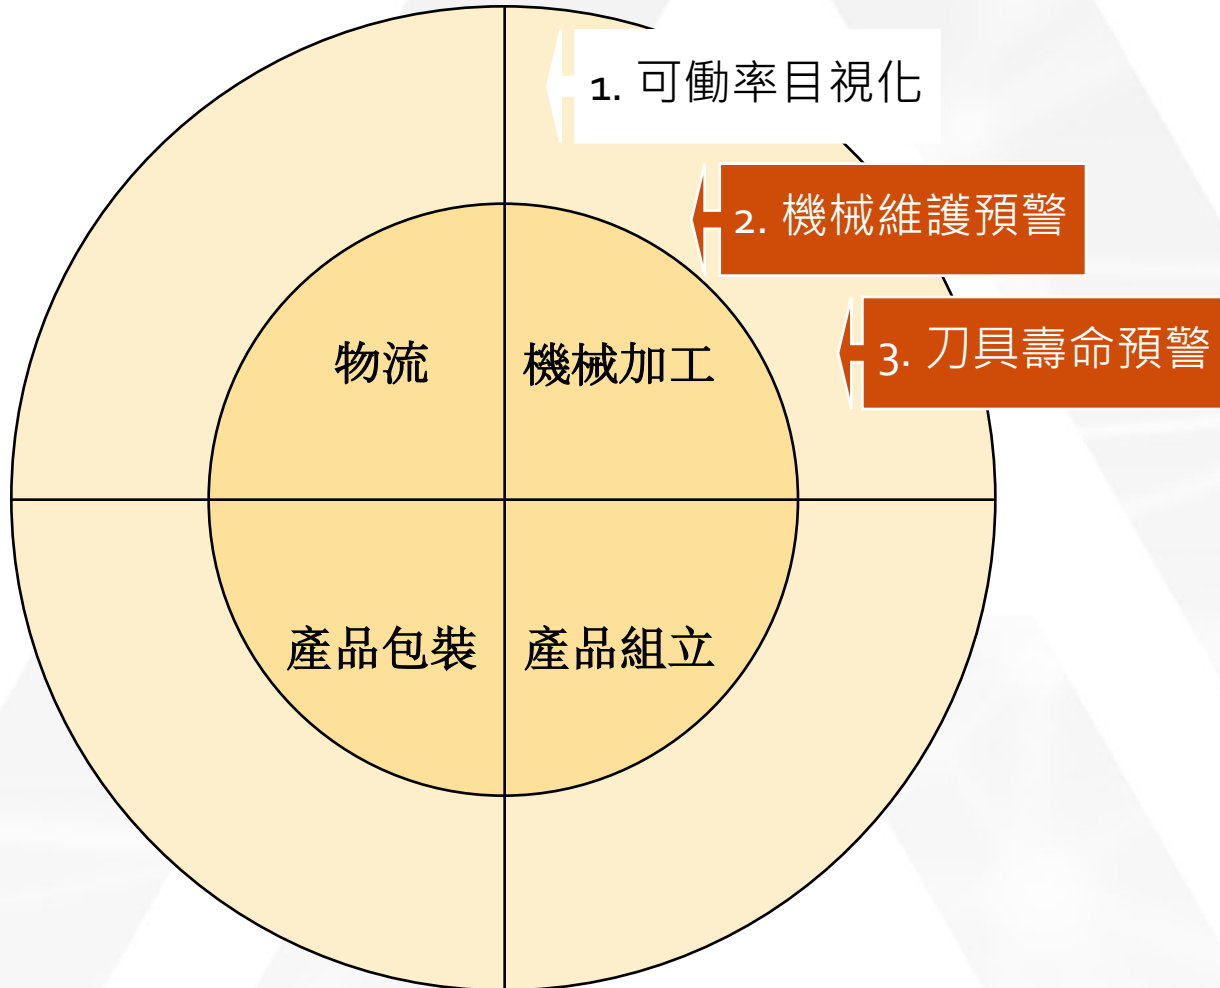 1. 可働率目視化
2. 機械維護預警
3. 刀具壽命預警
物流
機械加工
產品包裝
產品組立